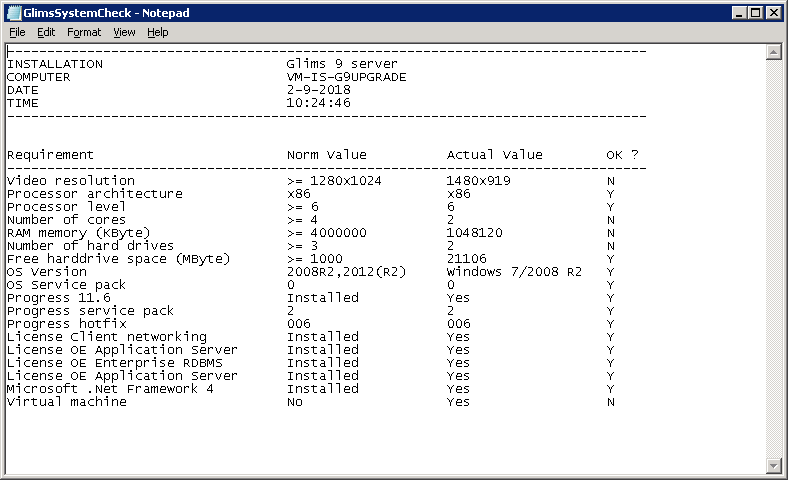 GlimsSystemCheck - Notepad
File Edit Format View Help
--------------------------------------------------------------------------------
INSTALLATION Glims 9 server
COMPUTER VM-IS-G9UPGRADE
DATE 2-9-2018
TIME 10:24:46
--------------------------------------------------------------------------------
Requirement Norm Value Actual Value OK ?
--------------------------------------------------------------------------------
Video resolution >= 1280x1024 1480x919 N
Processor architecture x86 x86 Y
Processor level >= 6 6 Y
Number of cores >= 4 2 N
RAM memory (KByte) >= 4000000 1048120 N
Number of hard drives >= 3 2 N
Free harddrive space (MByte) >= 1000 21106 Y
OS Version 2008R2,2012(R2) Windows 7/2008 R2 Y
OS Service pack 0 0 Y
Progress 11.6 Installed Yes Y
Progress service pack 2 2 Y
Progress hotfix 006 006 Y
License Client networking Installed Yes Y
License OE Application Server Installed Yes Y
License OE Enterprise RDBMS Installed Yes Y
License OE Application Server Installed Yes Y
Microsoft .Net Framework 4 Installed Yes Y
Virtual machine No Yes N